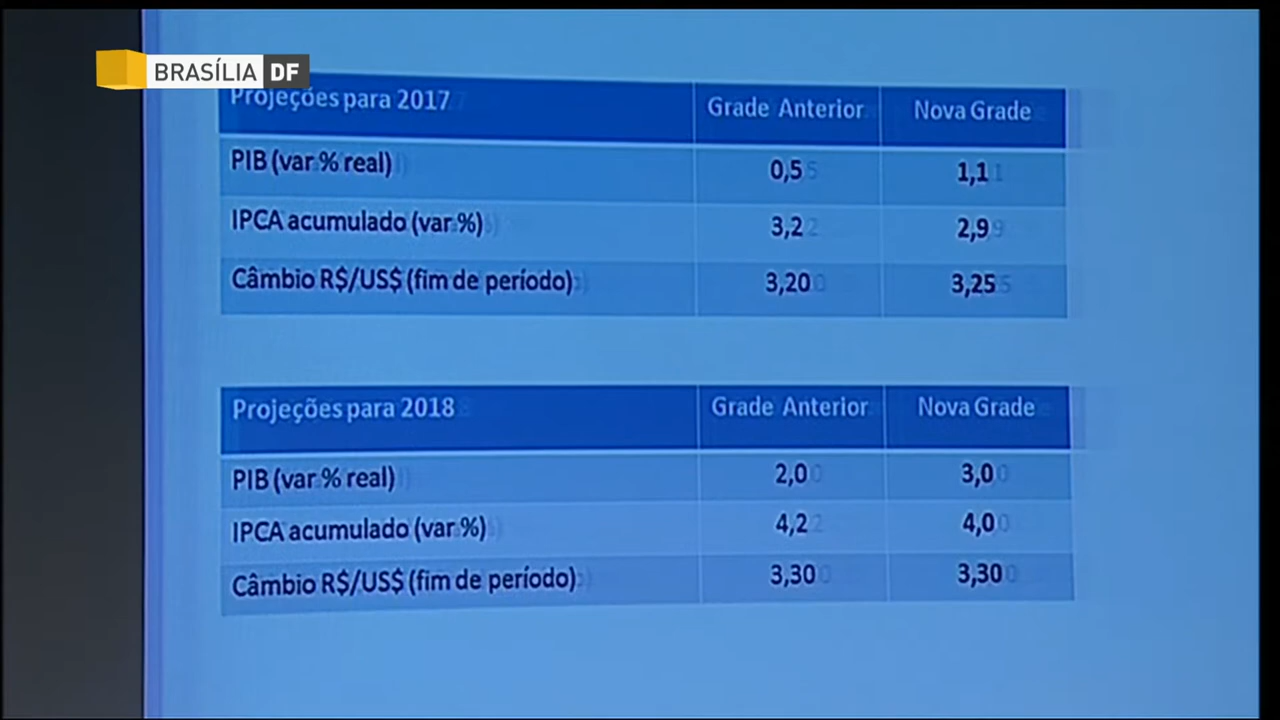 BRASÍLIA DF
Projeções para 2017 Grade Anterior Nova Grade
PIB (var % real) 0,5 1,1
IPCA acumulado (var %) 3,2 2,9
Câmbio R$/US$ (fim de período) 3,20 3,25
Projeções para 2018 Grade Anterior Nova Grade
PIB (var % real) 2,0 3,0
IPCA acumulado (var %) 4,2 4,0
Câmbio R$/US$ (fim de período) 3,30 3,30